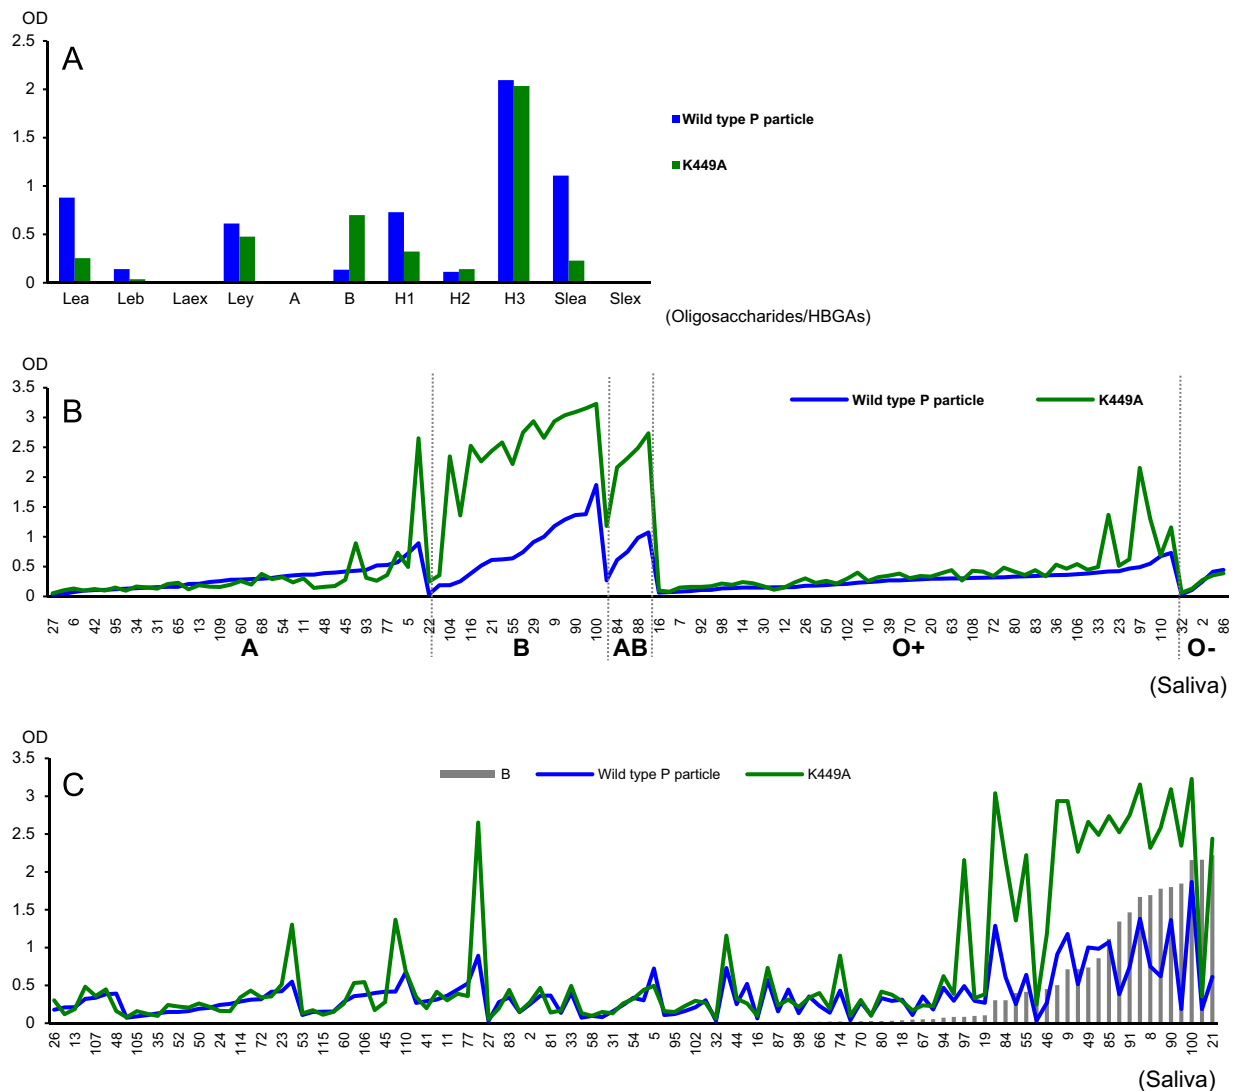 OD
2.5
A
2
1.5
1
0.5
0
Wild type P particle
K449A
Lea Leb Laex Ley A B H1 H2 H3 Slea Slex
(Oligosaccharides/HBGAs)
OD
3.5
B
3
2.5
2
1.5
1
0.5
0
Wild type P particle K449A
27 6 42 95 34 31 65 13 109 60 68 54 11 48 45 93 77 5 22 104 116 21 55 29 9 90 100 84 88 16 7 92 98 14 30 12 26 50 102 10 39 70 20 63 108 72 80 83 36 106 33 23 97 110 32 2 86
A B AB O+ O-
(Saliva)
OD
3.5
C
3
2.5
2
1.5
1
0.5
0
B Wild type P particle K449A
26 13 107 48 105 35 52 50 24 114 72 23 53 115 60 106 45 110 41 11 77 27 83 2 81 33 58 31 54 5 95 102 32 44 16 87 98 66 74 70 80 18 67 94 97 19 84 55 46 9 49 85 91 8 90 100 21
(Saliva)